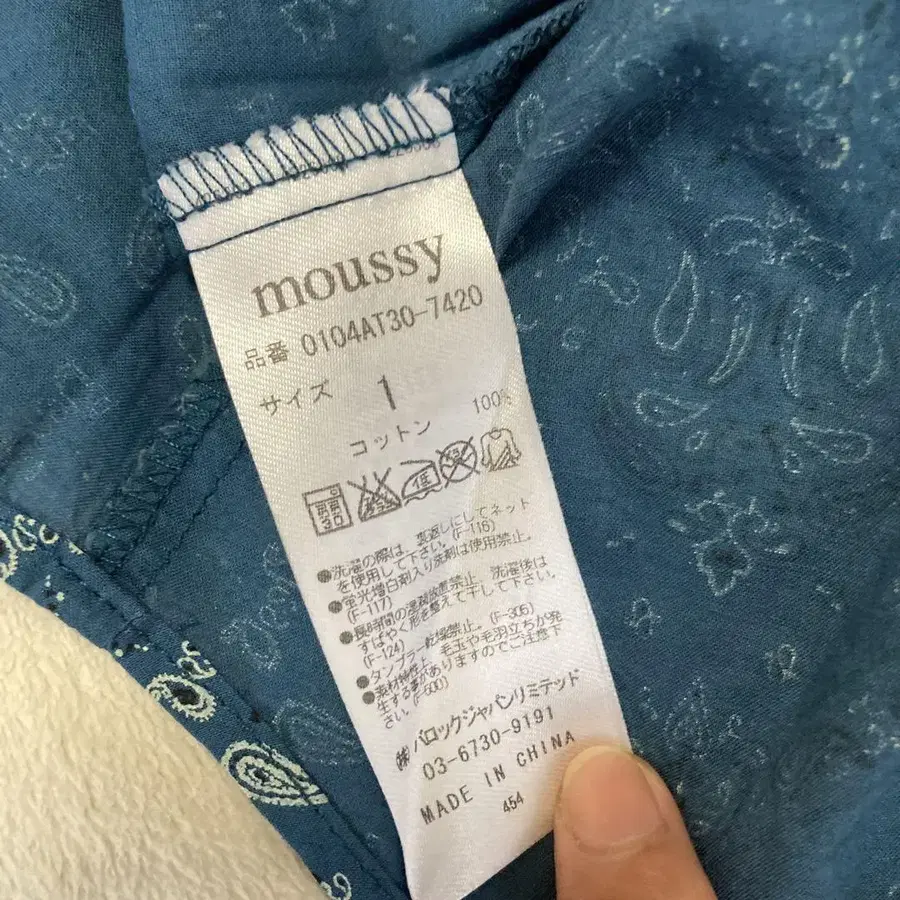 moussy
品番 0104AT30-7420
サイズ 1
コットン 100%
低
●洗濯の際は、裏返しにしてネット
を使用して下さい。(F-116)
●蛍光増白剤入り洗剤は使用禁止。
(F-117)
●長時間の湿潤放置禁止 洗濯後は
すばやく形を整えて干して下さい。
(F-124)
●タンブラー乾燥禁止。(F-305)
●素材特性上、毛玉や毛羽立ちが発
生する事がありますのでご注意下
さい。(F-500)
㈱バロックジャパンリミテッド
03-6730-9191
MADE IN CHINA
454